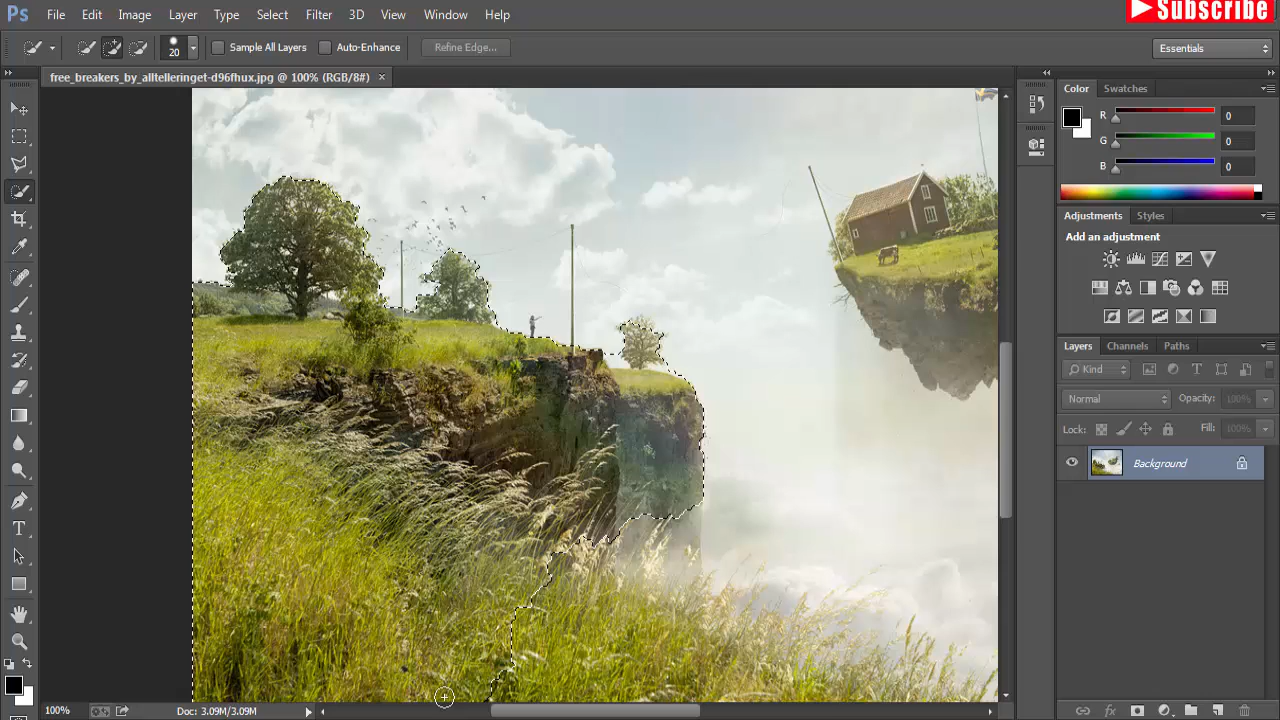 Ps File Edit Image Layer Type Select Filter 3D View Window Help
Subscribe
20 Sample All Layers Auto-Enhance Refine Edge... Essentials
free_breakers_by_alltelleringet-d96fhux.jpg @ 100% (RGB/8#) ×
Color Swatches
R 0
G 0
B 0
Adjustments Styles
Add an adjustment
Layers Channels Paths
Kind
Normal Opacity: 100%
Lock: Fill: 100%
Background
100% Doc: 3.09M/3.09M